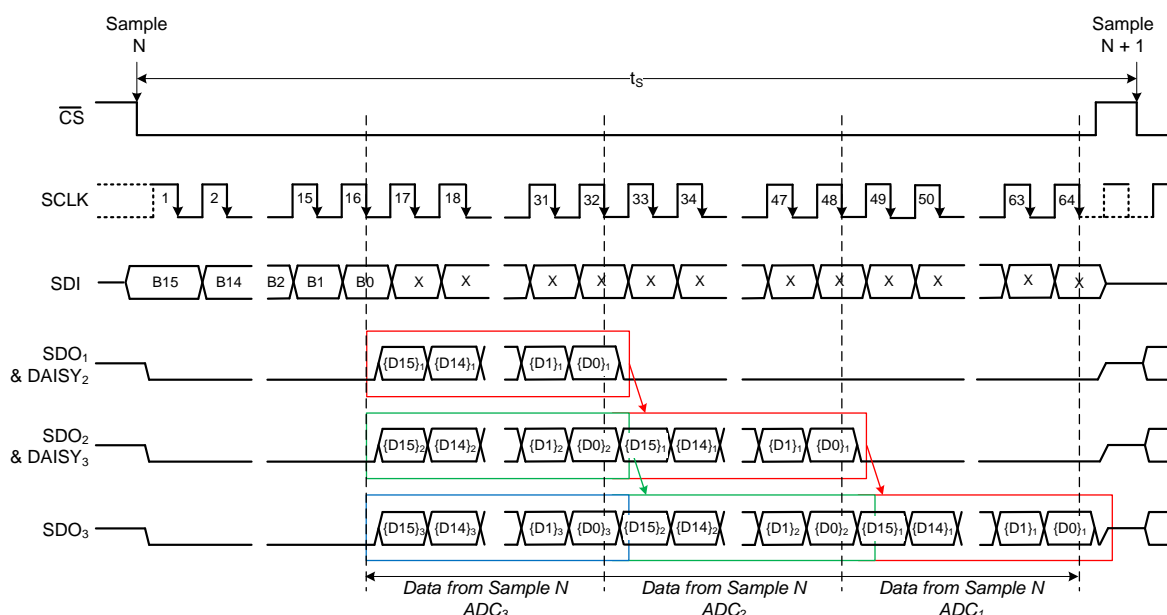 Sample
N
Sample
N + 1
tS
CS
SCLK
1 2 15 16 17 18 31 32 33 34 47 48 49 50 63 64
SDI
B15 B14 B2 B1 B0 X X X X X X X X X X X X
SDO1
& DAISY2
{D15}1 {D14}1 {D1}1 {D0}1
SDO2
& DAISY3
{D15}2 {D14}2 {D1}2 {D0}2 {D15}1 {D14}1 {D1}1 {D0}1
SDO3
{D15}3 {D14}3 {D1}3 {D0}3 {D15}2 {D14}2 {D1}2 {D0}2 {D15}1 {D14}1 {D1}1 {D0}1
Data from Sample N
ADC3
Data from Sample N
ADC2
Data from Sample N
ADC1